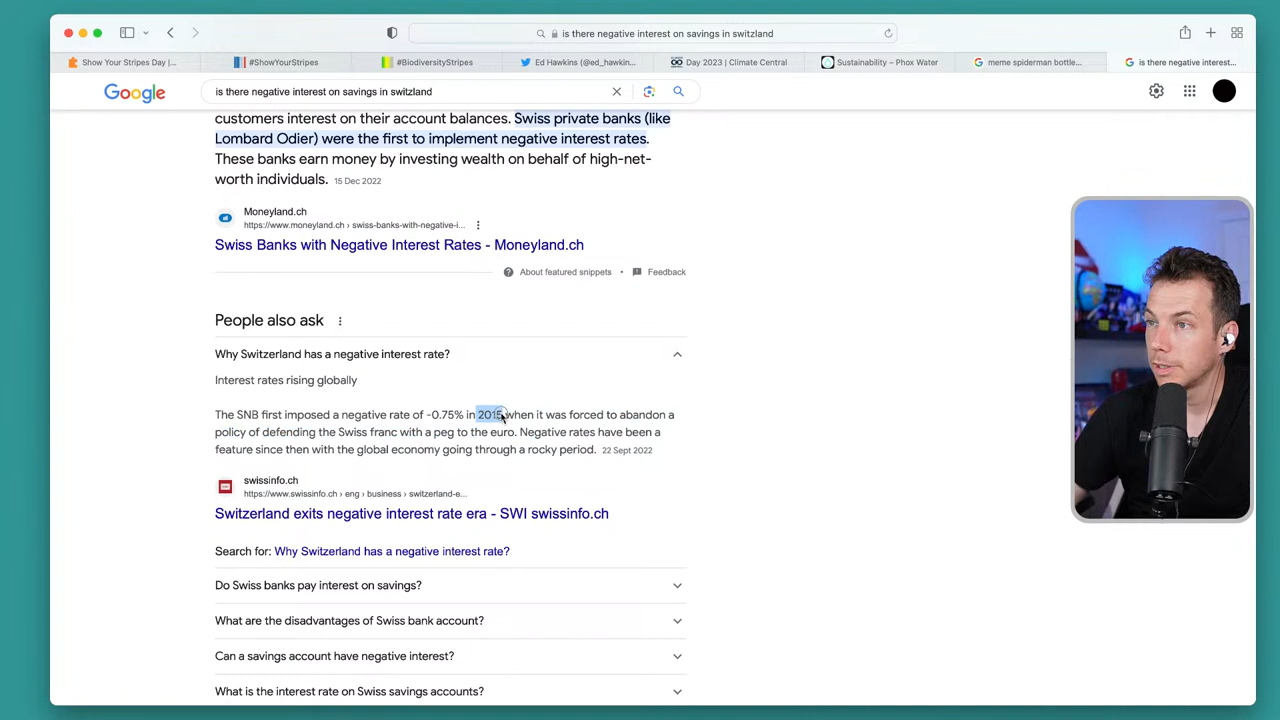 is there negative interest on savings in switzland
Show Your Stripes Day |...
#ShowYourStripes
#BiodiversityStripes
Ed Hawkins (@ed_hawkin...
Day 2023 | Climate Central
Sustainability – Phox Water
meme spiderman bottle...
is there negative interest...
Google
is there negative interest on savings in switzland
customers interest on their account balances. Swiss private banks (like
Lombard Odier) were the first to implement negative interest rates.
These banks earn money by investing wealth on behalf of high-net-
worth individuals. 15 Dec 2022
Moneyland.ch
https://www.moneyland.ch › swiss-banks-with-negative-i...
Swiss Banks with Negative Interest Rates - Moneyland.ch
About featured snippets • Feedback
People also ask
Why Switzerland has a negative interest rate?
Interest rates rising globally
The SNB first imposed a negative rate of -0.75% in 2015 when it was forced to abandon a
policy of defending the Swiss franc with a peg to the euro. Negative rates have been a
feature since then with the global economy going through a rocky period. 22 Sept 2022
swissinfo.ch
https://www.swissinfo.ch › eng › business › switzerland-e...
Switzerland exits negative interest rate era - SWI swissinfo.ch
Search for: Why Switzerland has a negative interest rate?
Do Swiss banks pay interest on savings?
What are the disadvantages of Swiss bank account?
Can a savings account have negative interest?
What is the interest rate on Swiss savings accounts?